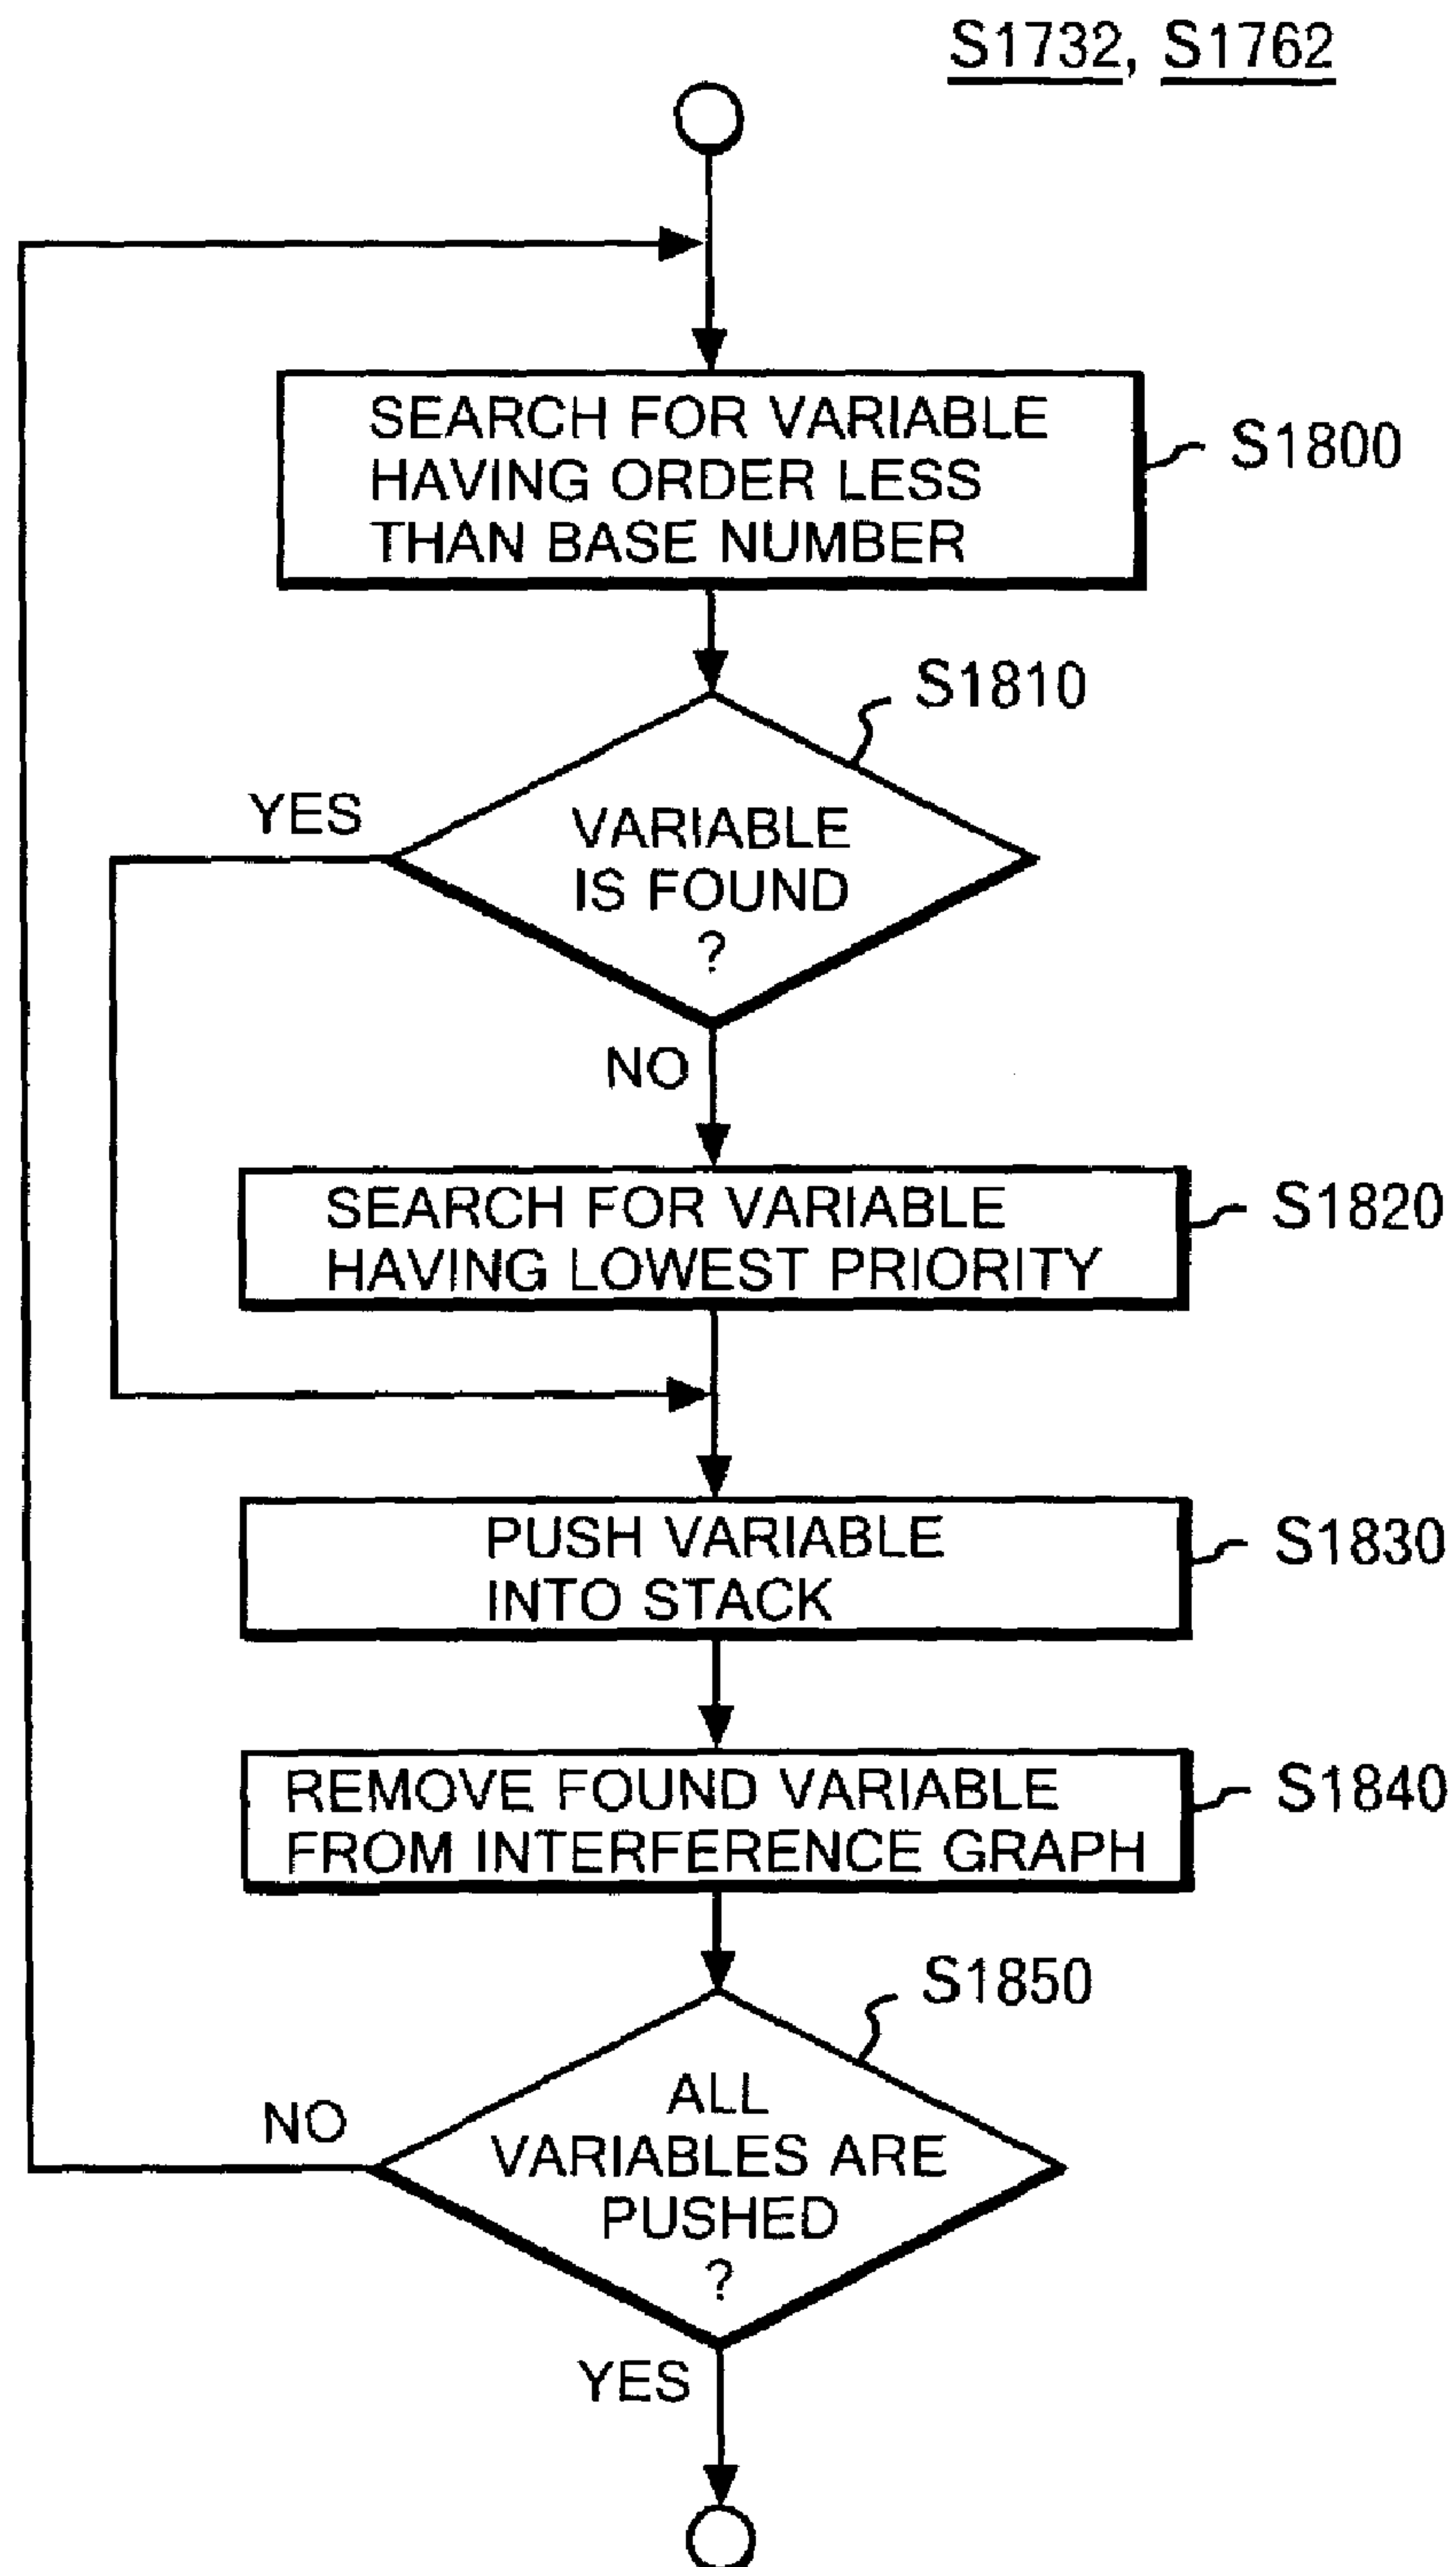 S1732, S1762
SEARCH FOR VARIABLE
HAVING ORDER LESS
THAN BASE NUMBER
S1800
S1810
YES
VARIABLE
IS FOUND
?
NO
SEARCH FOR VARIABLE
HAVING LOWEST PRIORITY
S1820
PUSH VARIABLE
INTO STACK
S1830
REMOVE FOUND VARIABLE
FROM INTERFERENCE GRAPH
S1840
S1850
NO
ALL
VARIABLES ARE
PUSHED
?
YES